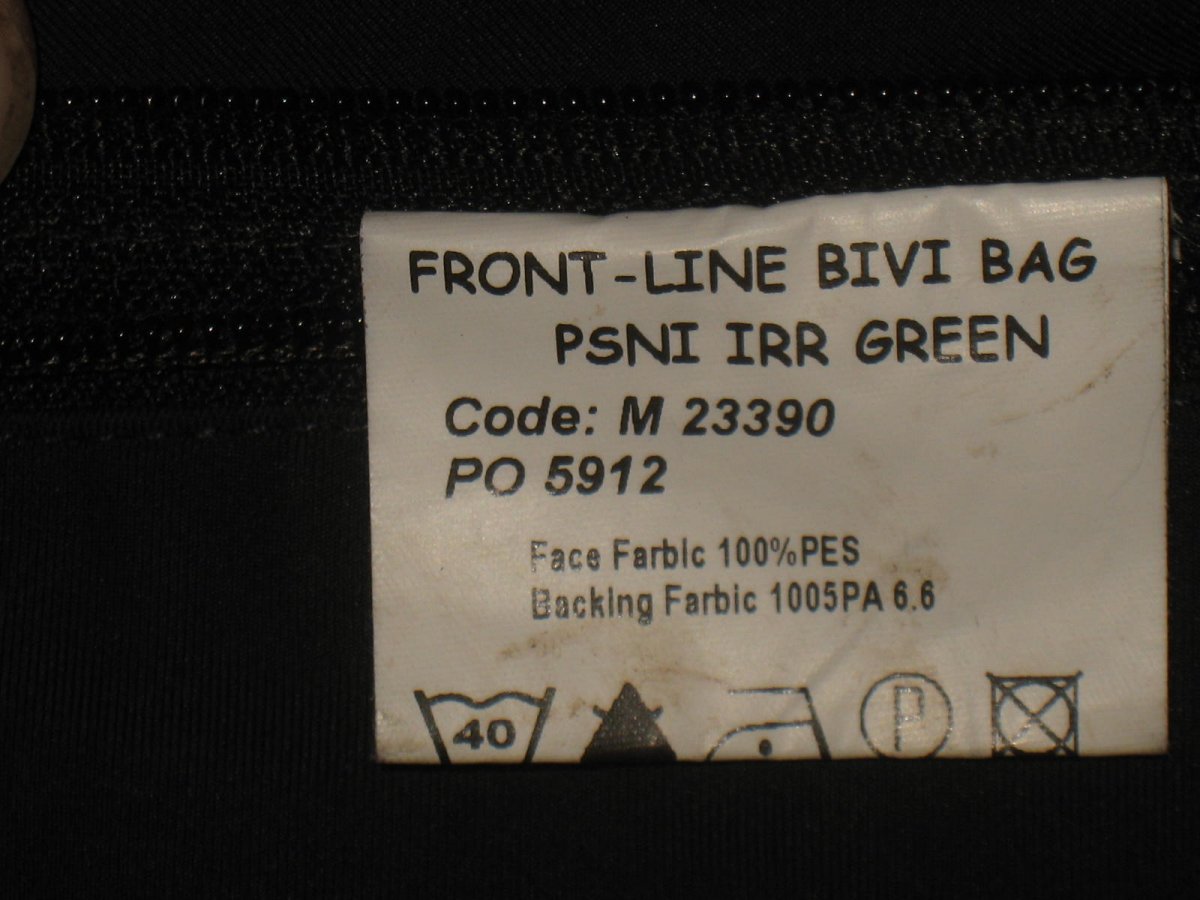 FRONT-LINE BIVI BAG
PSNI IRR GREEN
Code: M 23390
PO 5912
Face Farbic 100%PES
Backing Farbic 1005PA 6.6
40
P